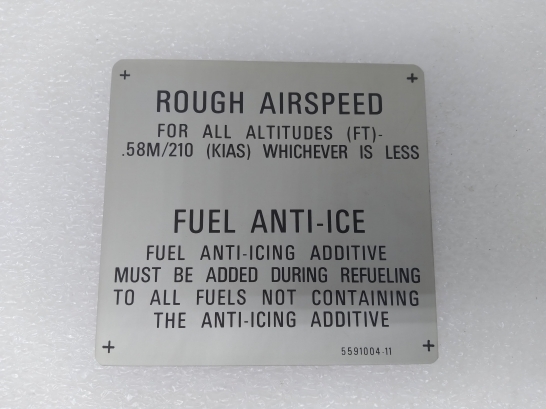 ROUGH AIRSPEED
FOR ALL ALTITUDES (FT)-
.58M/210 (KIAS) WHICHEVER IS LESS
FUEL ANTI-ICE
FUEL ANTI-ICING ADDITIVE
MUST BE ADDED DURING REFUELING
TO ALL FUELS NOT CONTAINING
THE ANTI-ICING ADDITIVE
5591004-11